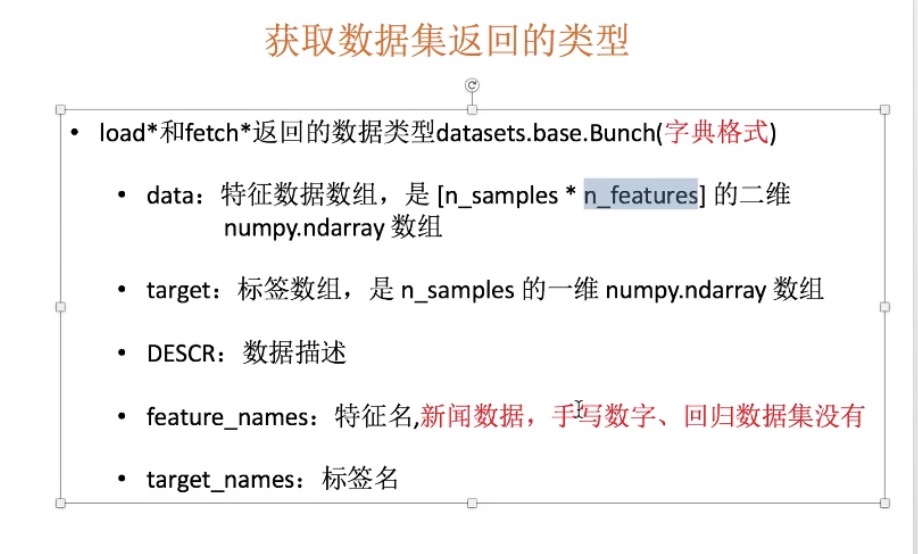 获取数据集返回的类型
• load*和fetch*返回的数据类型datasets.base.Bunch(字典格式)
• data：特征数据数组，是 [n_samples * n_features] 的二维
numpy.ndarray 数组
• target：标签数组，是 n_samples 的一维 numpy.ndarray 数组
• DESCR：数据描述
• feature_names：特征名,新闻数据，手写数字、回归数据集没有
• target_names：标签名